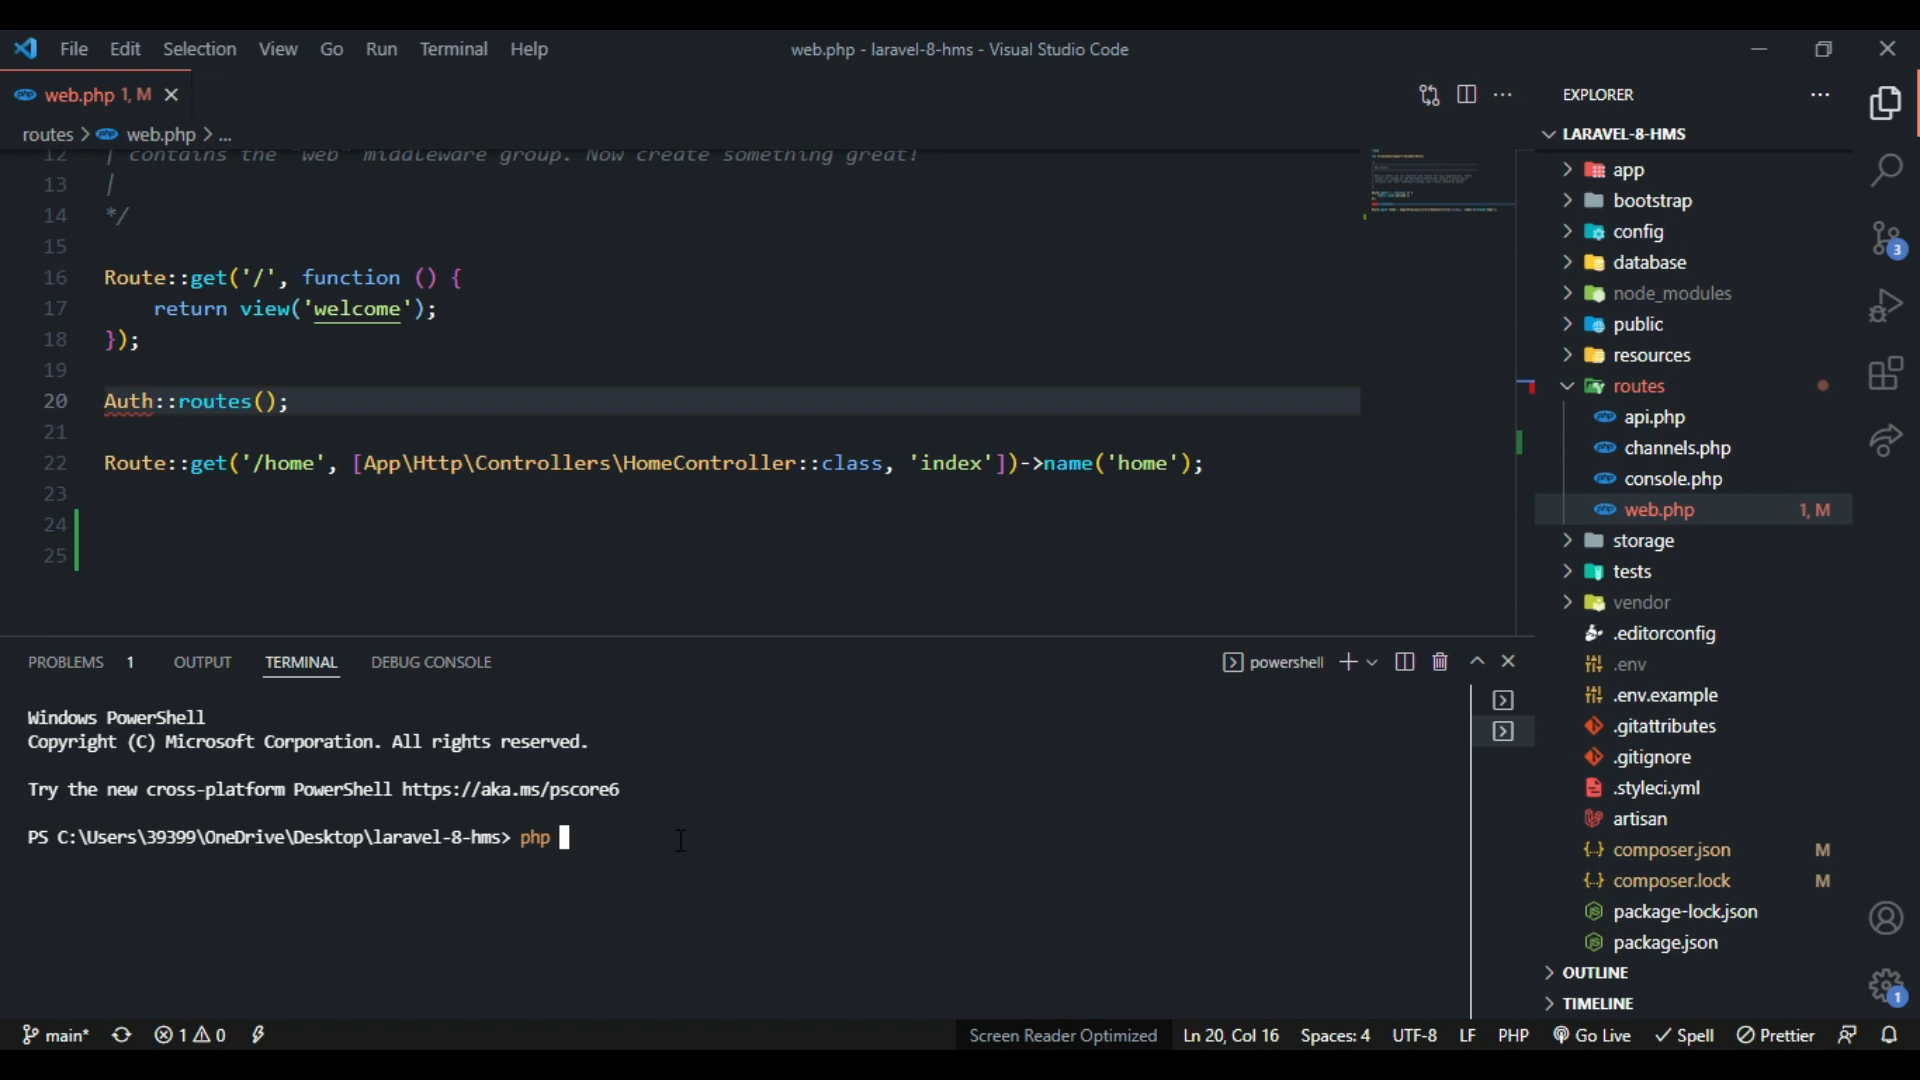 File Edit Selection View Go Run Terminal Help
web.php - laravel-8-hms - Visual Studio Code
web.php 1, M
routes > web.php > ...
12 | contains the "web" middleware group. Now create something great!
13 |
14 */
15
16 Route::get('/', function () {
17 return view('welcome');
18 });
19
20 Auth::routes();
21
22 Route::get('/home', [App\Http\Controllers\HomeController::class, 'index'])->name('home');
23
24
25
PROBLEMS 1 OUTPUT TERMINAL DEBUG CONSOLE
powershell
Windows PowerShell
Copyright (C) Microsoft Corporation. All rights reserved.
Try the new cross-platform PowerShell https://aka.ms/pscore6
PS C:\Users\39399\OneDrive\Desktop\laravel-8-hms> php
EXPLORER
LARAVEL-8-HMS
app
bootstrap
config
database
node_modules
public
resources
routes
api.php
channels.php
console.php
web.php 1, M
storage
tests
vendor
.editorconfig
.env
.env.example
.gitattributes
.gitignore
.styleci.yml
artisan
composer.json M
composer.lock M
package-lock.json
package.json
OUTLINE
TIMELINE
3
1
main* 1 0
Screen Reader Optimized Ln 20, Col 16 Spaces: 4 UTF-8 LF PHP Go Live Spell Prettier